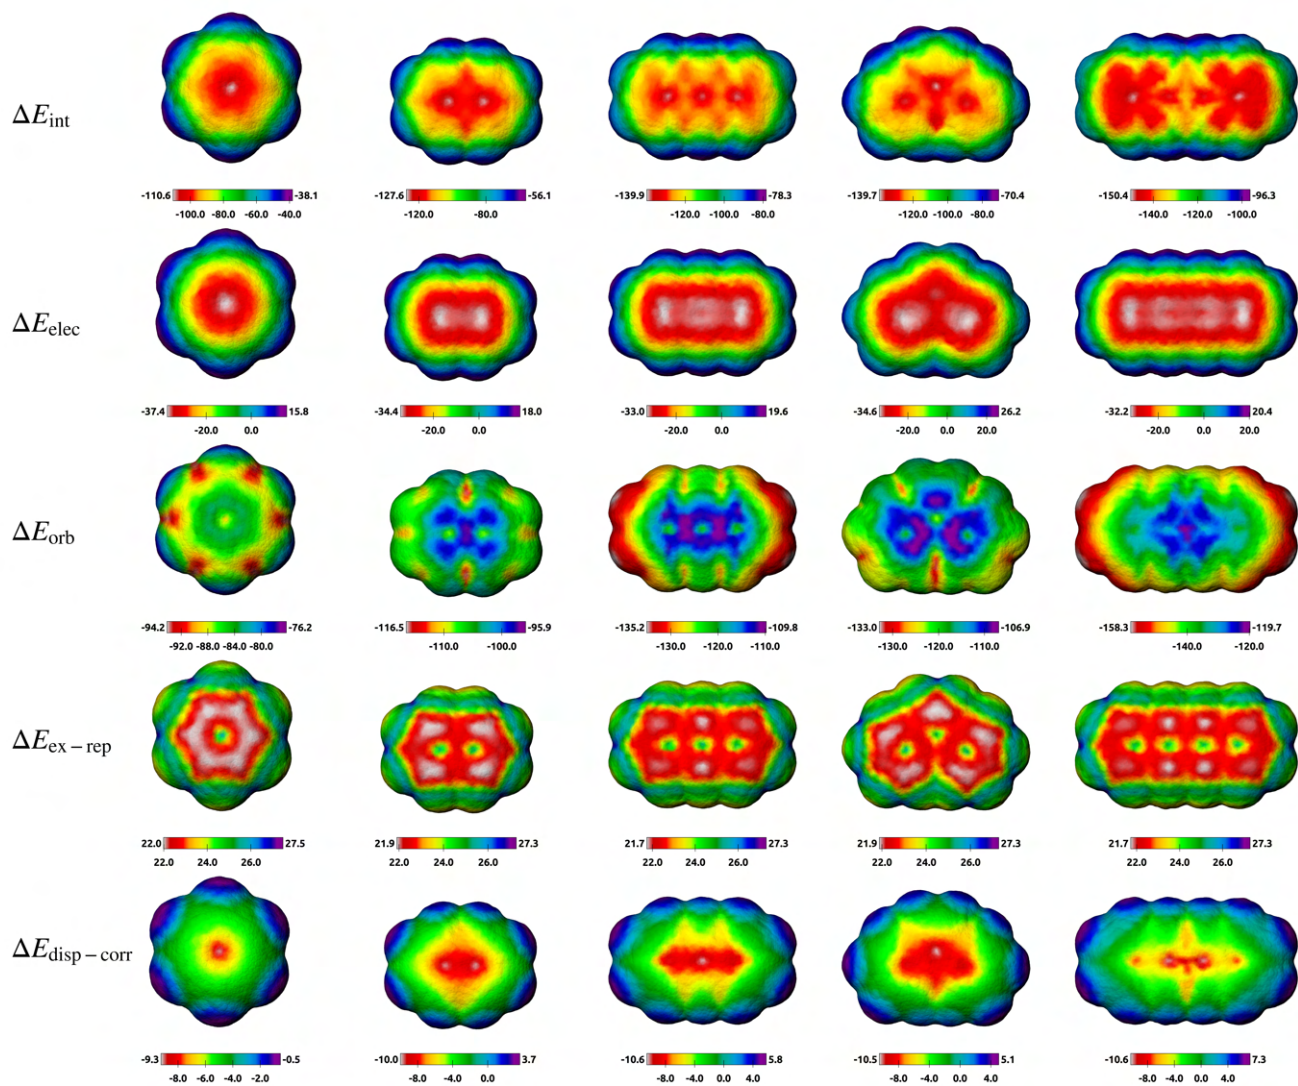 ΔE_int
-110.6 -38.1 -127.6 -56.1 -139.9 -78.3 -139.7 -70.4 -150.4 -96.3
-100.0 -80.0 -60.0 -40.0 -120.0 -80.0 -120.0 -100.0 -80.0 -120.0 -100.0 -80.0 -140.0 -120.0 -100.0
ΔE_elec
-37.4 15.8 -34.4 18.0 -33.0 19.6 -34.6 26.2 -32.2 20.4
-20.0 0.0 -20.0 0.0 -20.0 0.0 -20.0 0.0 20.0 -20.0 0.0 20.0
ΔE_orb
-94.2 -76.2 -116.5 -95.9 -135.2 -109.8 -133.0 -106.9 -158.3 -119.7
-92.0 -88.0 -84.0 -80.0 -110.0 -100.0 -130.0 -120.0 -110.0 -130.0 -120.0 -110.0 -140.0 -120.0
ΔE_ex-rep
22.0 27.5 21.9 27.3 21.7 27.3 21.9 27.3 21.7 27.3
22.0 24.0 26.0 22.0 24.0 26.0 22.0 24.0 26.0 22.0 24.0 26.0 22.0 24.0 26.0
ΔE_disp-corr
-9.3 -0.5 -10.0 3.7 -10.6 5.8 -10.5 5.1 -10.6 7.3
-8.0 -6.0 -4.0 -2.0 -8.0 -4.0 0.0 -8.0 -4.0 0.0 4.0 -8.0 -4.0 0.0 4.0 -8.0 -4.0 0.0 4.0